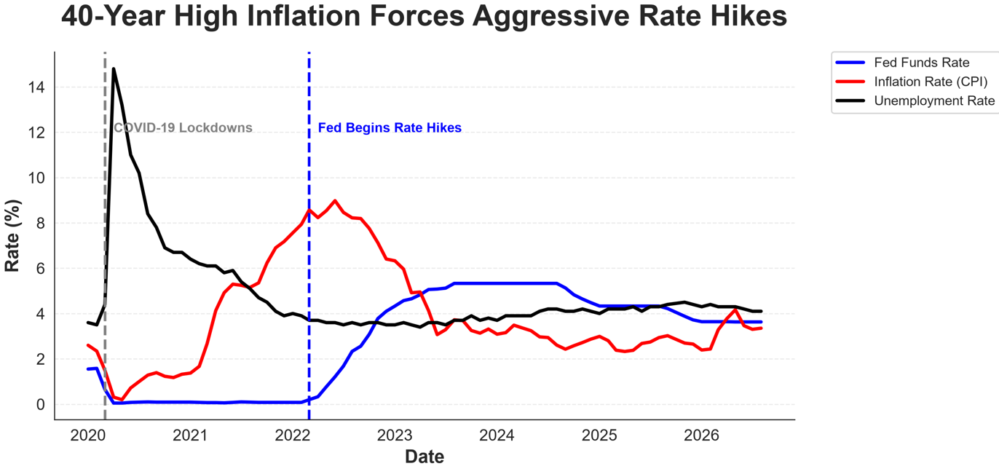 40-Year High Inflation Forces Aggressive Rate Hikes
Fed Funds Rate
Inflation Rate (CPI)
Unemployment Rate
COVID-19 Lockdowns
Fed Begins Rate Hikes
Rate (%)
14
12
10
8
6
4
2
0
2020 2021 2022 2023 2024 2025 2026
Date